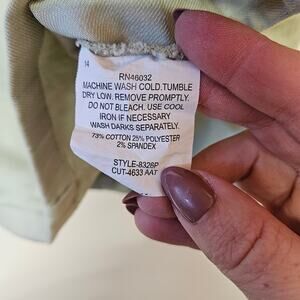 14
RN46032
MACHINE WASH COLD.TUMBLE
DRY LOW. REMOVE PROMPTLY.
DO NOT BLEACH. USE COOL
IRON IF NECESSARY
WASH DARKS SEPARATELY.
73% COTTON 25% POLYESTER
2% SPANDEX
STYLE-8328P
CUT-4633 AAT